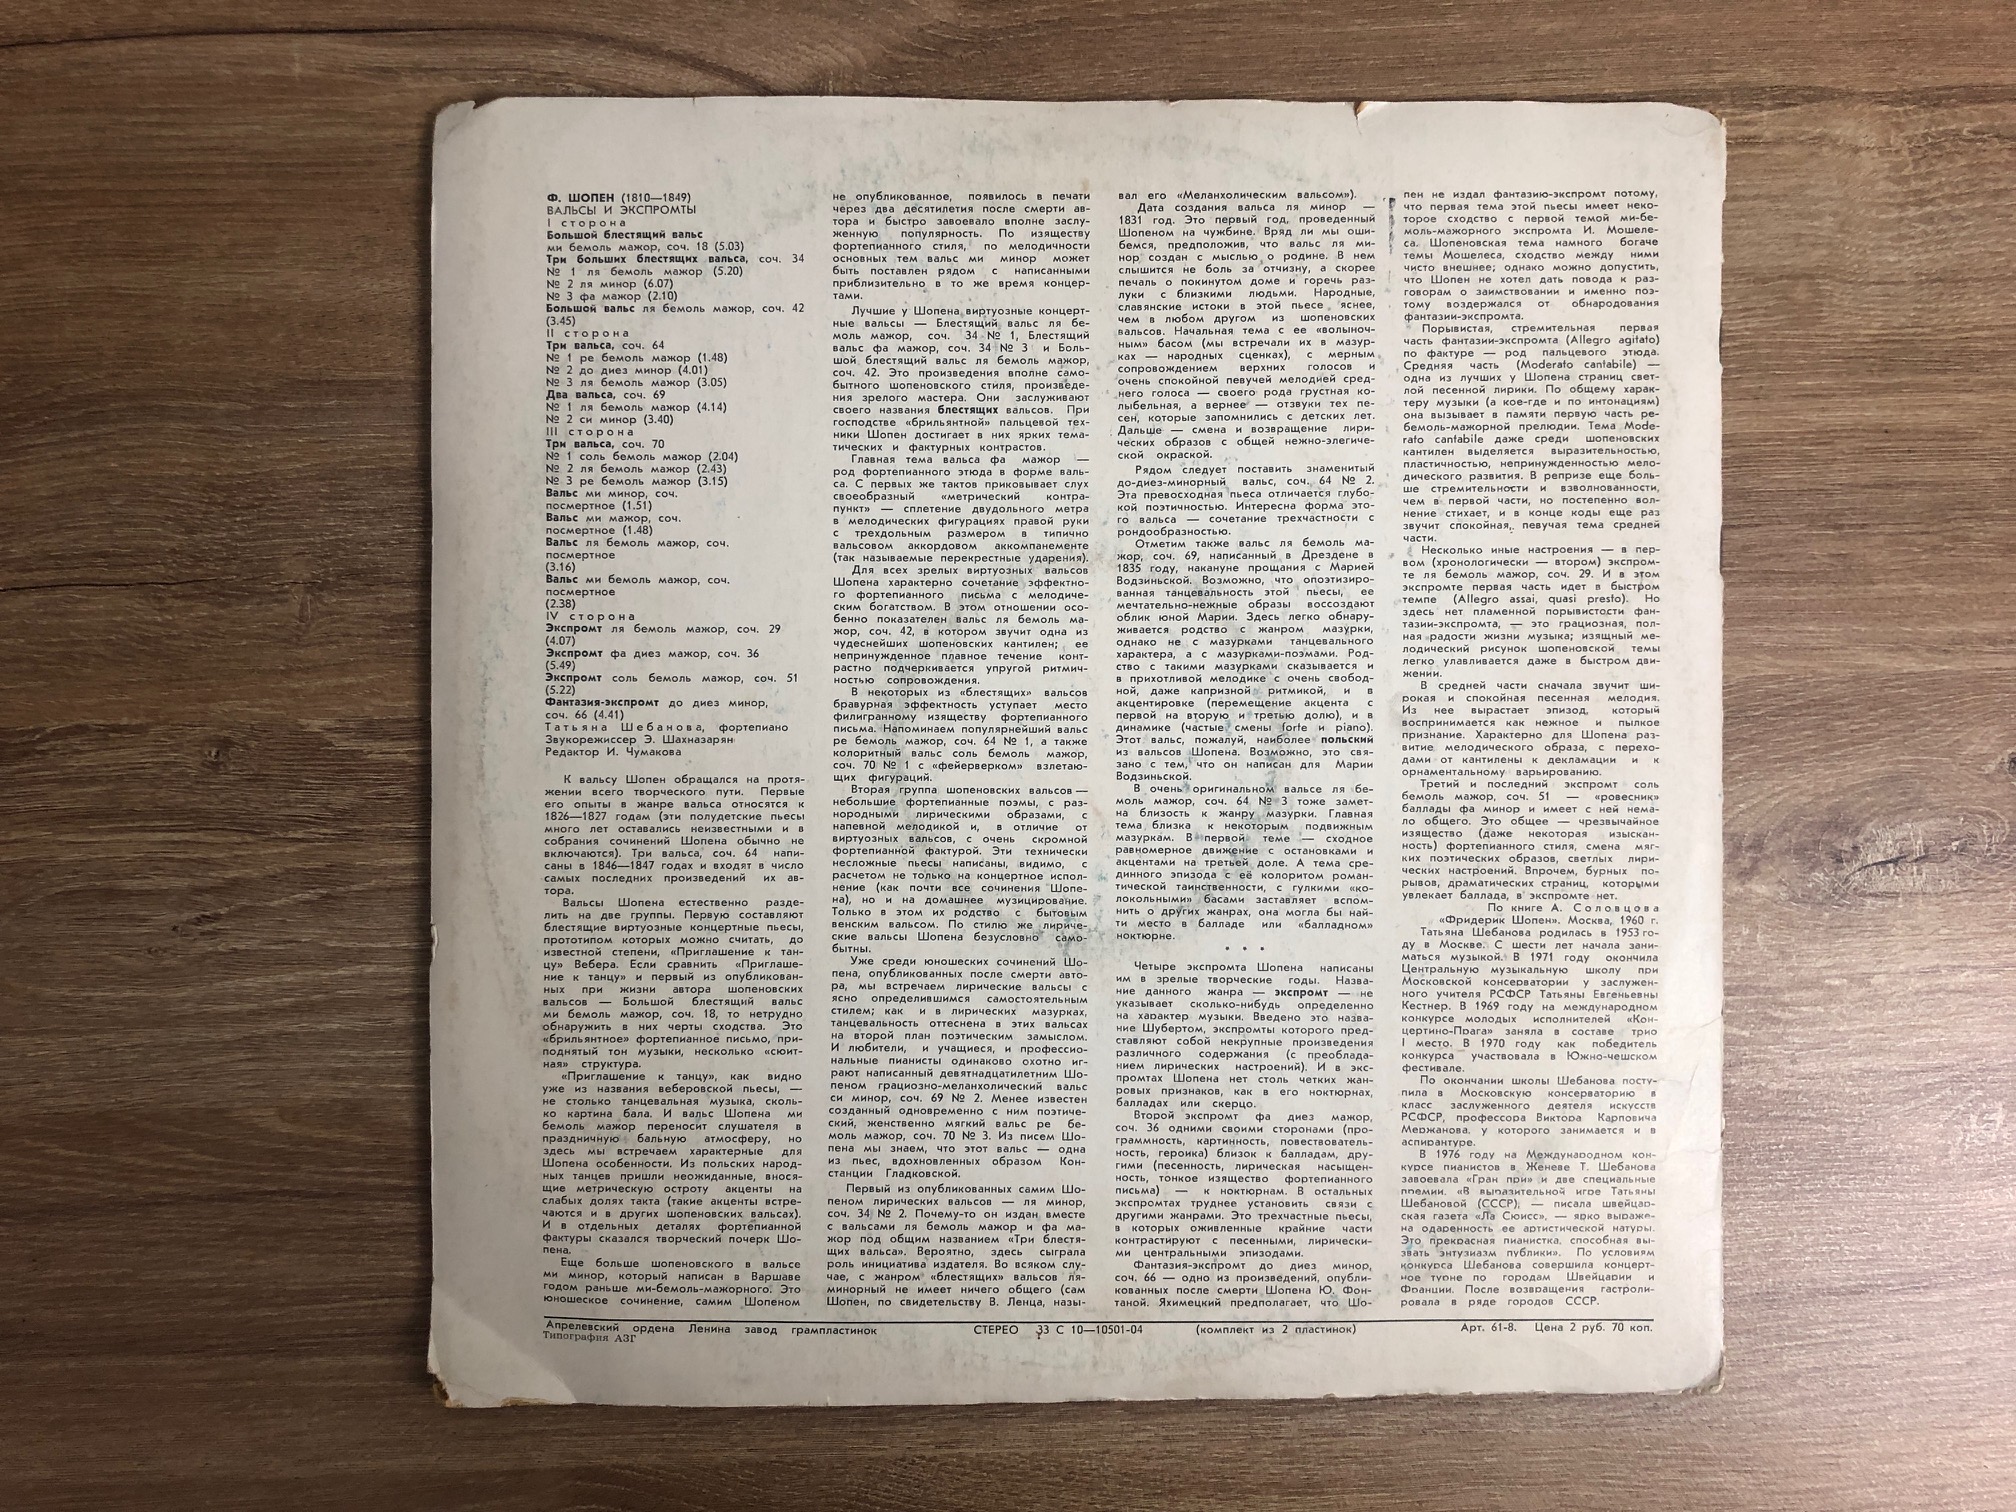 Ф. ШОПЕН (1810—1849)
ВАЛЬСЫ И ЭКСПРОМТЫ
I сторона
Большой блестящий вальс
ми бемоль мажор, соч. 18 (5.03)
Три больших блестящих вальса, соч. 34
№ 1 ля бемоль мажор (5.20)
№ 2 ля минор (6.07)
№ 3 фа мажор (2.10)
Большой вальс ля бемоль мажор, соч. 42
(3.45)
II сторона
Три вальса, соч. 64
№ 1 ре бемоль мажор (1.48)
№ 2 до диез минор (4.01)
№ 3 ля бемоль мажор (3.05)
Два вальса, соч. 69
№ 1 ля бемоль мажор (4.14)
№ 2 си минор (3.40)
III сторона
Три вальса, соч. 70
№ 1 соль бемоль мажор (2.04)
№ 2 ля бемоль мажор (2.43)
№ 3 ре бемоль мажор (3.15)
Вальс ми минор, соч.
посмертное (1.51)
Вальс ми мажор, соч.
посмертное (1.48)
Вальс ля бемоль мажор, соч.
посмертное
(3.16)
Вальс ми бемоль мажор, соч.
посмертное
(2.38)
IV сторона
Экспромт ля бемоль мажор, соч. 29
(4.07)
Экспромт фа диез мажор, соч. 36
(5.49)
Экспромт соль бемоль мажор, соч. 51
(5.22)
Фантазия-экспромт до диез минор,
соч. 66 (4.41)
Татьяна Шебанова, фортепиано
Звукорежиссер Э. Шахназарян
Редактор И. Чумакова
К вальсу Шопен обращался на протя-
жении всего творческого пути. Первые
его опыты в жанре вальса относятся к
1826—1827 годам (эти полудетские пьесы
много лет оставались неизвестными и в
собрания сочинений Шопена обычно не
включаются). Три вальса, соч. 64 напи-
саны в 1846—1847 годах и входят в число
самых последних произведений их ав-
тора.
Вальсы Шопена естественно разде-
лить на две группы. Первую составляют
блестящие виртуозные концертные пьесы,
прототипом которых можно считать, до
известной степени, «Приглашение к тан-
цу» Вебера. Если сравнить «Приглаше-
ние к танцу» и первый из опубликован-
ных при жизни автора шопеновских
вальсов — Большой блестящий вальс
ми бемоль мажор, соч. 18, то нетрудно
обнаружить в них черты сходства. Это
«брильянтное» фортепианное письмо, при-
поднятый тон музыки, несколько «сюит-
ная» структура.
«Приглашение к танцу», как видно
уже из названия веберовской пьесы, —
не столько танцевальная музыка, сколь-
ко картина бала. И вальс Шопена ми
бемоль мажор переносит слушателя в
праздничную бальную атмосферу, но
здесь мы встречаем характерные для
Шопена особенности. Из польских народ-
ных танцев пришли неожиданные, внося-
щие метрическую остроту акценты на
слабых долях такта (такие акценты встре-
чаются и в других шопеновских вальсах).
И в отдельных деталях фортепианной
фактуры сказался творческий почерк Шо-
пена.
Еще больше шопеновского в вальсе
ми минор, который написан в Варшаве
годом раньше ми-бемоль-мажорного. Это
юношеское сочинение, самим Шопеном
не опубликованное, появилось в печати
через два десятилетия после смерти ав-
тора и быстро завоевало вполне заслу-
женную популярность. По изяществу
фортепианного стиля, по мелодичности
основных тем вальс ми минор может
быть поставлен рядом с написанными
приблизительно в то же время концер-
тами.
Лучшие у Шопена виртуозные концерт-
ные вальсы — Блестящий вальс ля бе-
моль мажор, соч. 34 № 1, Блестящий
вальс фа мажор, соч. 34 № 3 и Боль-
шой блестящий вальс ля бемоль мажор,
соч. 42. Это произведения вполне само-
бытного шопеновского стиля, произведе-
ния зрелого мастера. Они заслуживают
своего названия блестящих вальсов. При
господстве «брильянтной» пальцевой тех-
ники Шопен достигает в них ярких тема-
тических и фактурных контрастов.
Главная тема вальса фа мажор —
род фортепианного этюда в форме валь-
са. С первых же тактов приковывает слух
своеобразный «метрический контра-
пункт» — сплетение двудольного метра
в мелодических фигурациях правой руки
с трехдольным размером в типично
вальсовом аккордовом аккомпанементе
(так называемые перекрестные ударения).
Для всех зрелых виртуозных вальсов
Шопена характерно сочетание эффектно-
го фортепианного письма с мелодиче-
ским богатством. В этом отношении осо-
бенно показателен вальс ля бемоль ма-
жор, соч. 42, в котором звучит одна из
чудеснейших шопеновских кантилен; ее
непринужденное плавное течение конт-
растно подчеркивается упругой ритмич-
ностью сопровождения.
В некоторых из «блестящих» вальсов
бравурная эффектность уступает место
филигранному изяществу фортепианного
письма. Напоминаем популярнейший вальс
ре бемоль мажор, соч. 64 № 1, а также
колоритный вальс соль бемоль мажор,
соч. 70 № 1 с «фейерверком» взлетаю-
щих фигураций.
Вторая группа шопеновских вальсов —
небольшие фортепианные поэмы, с раз-
нородными лирическими образами, с
напевной мелодикой и, в отличие от
виртуозных вальсов, с очень скромной
фортепианной фактурой. Эти технически
несложные пьесы написаны, видимо, с
расчетом не только на концертное испол-
нение (как почти все сочинения Шопе-
на), но и на домашнее музицирование.
Только в этом их родство с бытовым
венским вальсом. По стилю же лириче-
ские вальсы Шопена безусловно само-
бытны.
Уже среди юношеских сочинений Шо-
пена, опубликованных после смерти авто-
ра, мы встречаем лирические вальсы с
ясно определившимся самостоятельным
стилем; как и в лирических мазурках,
танцевальность оттеснена в этих вальсах
на второй план поэтическим замыслом.
И любители, и учащиеся, и профессио-
нальные пианисты одинаково охотно иг-
рают написанный девятнадцатилетним Шо-
пеном грациозно-меланхолический вальс
си минор, соч. 69 № 2. Менее известен
созданный одновременно с ним поэтиче-
ский, женственно мягкий вальс ре бе-
моль мажор, соч. 70 № 3. Из писем Шо-
пена мы знаем, что этот вальс — одна
из пьес, вдохновленных образом Кон-
станции Гладковской.
Первый из опубликованных самим Шо-
пеном лирических вальсов — ля минор,
соч. 34 № 2. Почему-то он издан вместе
с вальсами ля бемоль мажор и фа ма-
жор под общим названием «Три блестя-
щих вальса». Вероятно, здесь сыграла
роль инициатива издателя. Во всяком слу-
чае, с жанром «блестящих» вальсов ля-
минорный не имеет ничего общего (сам
Шопен, по свидетельству В. Ленца, назы-
вал его «Меланхолическим вальсом»).
Дата создания вальса ля минор —
1831 год. Это первый год, проведенный
Шопеном на чужбине. Вряд ли мы оши-
бемся, предположив, что вальс ля ми-
нор создан с мыслью о родине. В нем
слышится не боль за отчизну, а скорее
печаль о покинутом доме и горечь раз-
луки с близкими людьми. Народные,
славянские истоки в этой пьесе яснее,
чем в любом другом из шопеновских
вальсов. Начальная тема с ее «волыноч-
ным» басом (мы встречали их в мазур-
ках — народных сценках), с мерным
сопровождением верхних голосов и
очень спокойной певучей мелодией сред-
него голоса — своего рода грустная ко-
лыбельная, а вернее — отзвуки тех пе-
сен, которые запомнились с детских лет.
Дальше — смена и возвращение лири-
ческих образов с общей нежно-элегиче-
ской окраской.
Рядом следует поставить знаменитый
до-диез-минорный вальс, соч. 64 № 2.
Эта превосходная пьеса отличается глубо-
кой поэтичностью. Интересна форма это-
го вальса — сочетание трехчастности с
рондообразностью.
Отметим также вальс ля бемоль ма-
жор, соч. 69, написанный в Дрездене в
1835 году, накануне прощания с Марией
Водзиньской. Возможно, что опоэтизиро-
ванная танцевальность этой пьесы, ее
мечтательно-нежные образы воссоздают
облик юной Марии. Здесь легко обнару-
живается родство с жанром мазурки,
однако не с мазурками танцевального
характера, а с мазурками-поэмами. Род-
ство с такими мазурками сказывается и
в прихотливой мелодике с очень свобод-
ной, даже капризной ритмикой, и в
акцентировке (перемещение акцента с
первой на вторую и третью долю), и в
динамике (частые смены forte и piano).
Этот вальс, пожалуй, наиболее польский
из вальсов Шопена. Возможно, это свя-
зано с тем, что он написан для Марии
Водзиньской.
В очень оригинальном вальсе ля бе-
моль мажор, соч. 64 № 3 тоже замет-
на близость к жанру мазурки. Главная
тема близка к некоторым подвижным
мазуркам. В первой теме — сходное
равномерное движение с остановками и
акцентами на третьей доле. А тема сре-
динного эпизода с её колоритом роман-
тической таинственности, с гулкими «ко-
локольными» басами заставляет вспом-
нить о других жанрах, она могла бы най-
ти место в балладе или «балладном»
ноктюрне.
* * *
Четыре экспромта Шопена написаны
им в зрелые творческие годы. Назва-
ние данного жанра — экспромт — не
указывает сколько-нибудь определенно
на характер музыки. Введено это назва-
ние Шубертом, экспромты которого пред-
ставляют собой некрупные произведения
различного содержания (с преоблада-
нием лирических настроений). И в экс-
промтах Шопена нет столь четких жан-
ровых признаков, как в его ноктюрнах,
балладах или скерцо.
Второй экспромт фа диез мажор,
соч. 36 одними своими сторонами (про-
граммность, картинность, повествователь-
ность, героика) близок к балладам, дру-
гими (песенность, лирическая насыщен-
ность, тонкое изящество фортепианного
письма) — к ноктюрнам. В остальных
экспромтах труднее установить связи с
другими жанрами. Это трехчастные пьесы,
в которых оживленные крайние части
контрастируют с песенными, лирически-
ми центральными эпизодами.
Фантазия-экспромт до диез минор,
соч. 66 — одно из произведений, опубли-
кованных после смерти Шопена Ю. Фон-
таной. Яхимецкий предполагает, что Шо-
пен не издал фантазию-экспромт потому,
что первая тема этой пьесы имеет неко-
торое сходство с первой темой ми-бе-
моль-мажорного экспромта И. Мошеле-
са. Шопеновская тема намного богаче
темы Мошелеса, сходство между ними
чисто внешнее; однако можно допустить,
что Шопен не хотел дать повода к раз-
говорам о заимствовании и именно поэ-
тому воздержался от обнародования
фантазии-экспромта.
Порывистая, стремительная первая
часть фантазии-экспромта (Allegro agitato)
по фактуре — род пальцевого этюда.
Средняя часть (Moderato cantabile) —
одна из лучших у Шопена страниц свет-
лой песенной лирики. По общему харак-
теру музыки (а кое-где и по интонациям)
она вызывает в памяти первую часть ре-
бемоль-мажорной прелюдии. Тема Mode-
rato cantabile даже среди шопеновских
кантилен выделяется выразительностью,
пластичностью, непринужденностью мело-
дического развития. В репризе еще боль-
ше стремительности и взволнованности,
чем в первой части, но постепенно вол-
нение стихает, и в конце коды еще раз
звучит спокойная, певучая тема средней
части.
Несколько иные настроения — в пер-
вом (хронологически — втором) экспром-
те ля бемоль мажор, соч. 29. И в этом
экспромте первая часть идет в быстром
темпе (Allegro assai, quasi presto). Но
здесь нет пламенной порывистости фан-
тазии-экспромта, — это грациозная, пол-
ная радости жизни музыка; изящный ме-
лодический рисунок шопеновской темы
легко улавливается даже в быстром дви-
жении.
В средней части сначала звучит ши-
рокая и спокойная песенная мелодия.
Из нее вырастает эпизод, который
воспринимается как нежное и пылкое
признание. Характерно для Шопена раз-
витие мелодического образа, с перехо-
дами от кантилены к декламации и к
орнаментальному варьированию.
Третий и последний экспромт соль
бемоль мажор, соч. 51 — «ровесник»
баллады фа минор и имеет с ней нема-
ло общего. Это общее — чрезвычайное
изящество (даже некоторая изыскан-
ность) фортепианного стиля, смена мяг-
ких поэтических образов, светлых лири-
ческих настроений. Впрочем, бурных по-
рывов, драматических страниц, которыми
увлекает баллада, в экспромте нет.
По книге А. Соловцова
«Фридерик Шопен». Москва, 1960 г.
Татьяна Шебанова родилась в 1953 го-
ду в Москве. С шести лет начала зани-
маться музыкой. В 1971 году окончила
Центральную музыкальную школу при
Московской консерватории у заслужен-
ного учителя РСФСР Татьяны Евгеньевны
Кестнер. В 1969 году на международном
конкурсе молодых исполнителей «Кон-
цертино-Прага» заняла в составе трио
I место. В 1970 году как победитель
конкурса участвовала в Южно-чешском
фестивале.
По окончании школы Шебанова посту-
пила в Московскую консерваторию в
класс заслуженного деятеля искусств
РСФСР, профессора Виктора Карповича
Мержанова, у которого занимается и в
аспирантуре.
В 1976 году на Международном кон-
курсе пианистов в Женеве Т. Шебанова
завоевала «Гран при» и две специальные
премии. «В выразительной игре Татьяны
Шебановой (СССР), — писала швейцар-
ская газета «Ла Сюисс», — ярко выраже-
на одаренность ее артистической натуры.
Это прекрасная пианистка, способная вы-
звать энтузиазм публики». По условиям
конкурса Шебанова совершила концерт-
ное турне по городам Швейцарии и
Франции. После возвращения гастроли-
ровала в ряде городов СССР.
Апрелевский ордена Ленина завод грампластинок СТЕРЕО 33 С 10—10501-04 (комплект из 2 пластинок) Арт. 61-8. Цена 2 руб. 70 коп.
Типография АЗГ